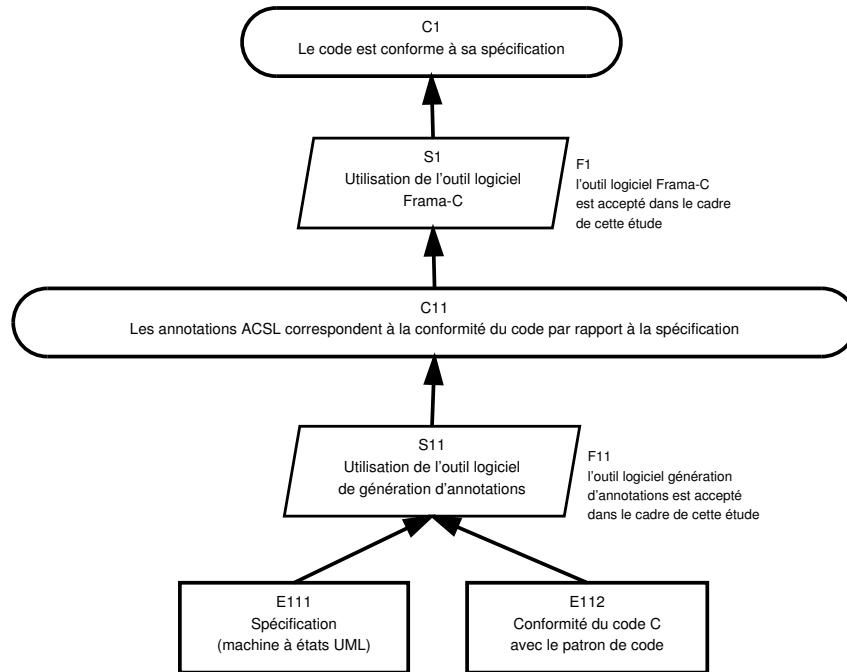 C1
Le code est conforme à sa spécification
S1
Utilisation de l'outil logiciel
Frama-C
F1
l'outil logiciel Frama-C
est accepté dans le cadre
de cette étude
C11
Les annotations ACSL correspondent à la conformité du code par rapport à la spécification
S11
Utilisation de l'outil logiciel
de génération d'annotations
F11
l'outil logiciel génération
d'annotations est accepté
dans le cadre de cette étude
E111
Spécification
(machine à états UML)
E112
Conformité du code C
avec le patron de code